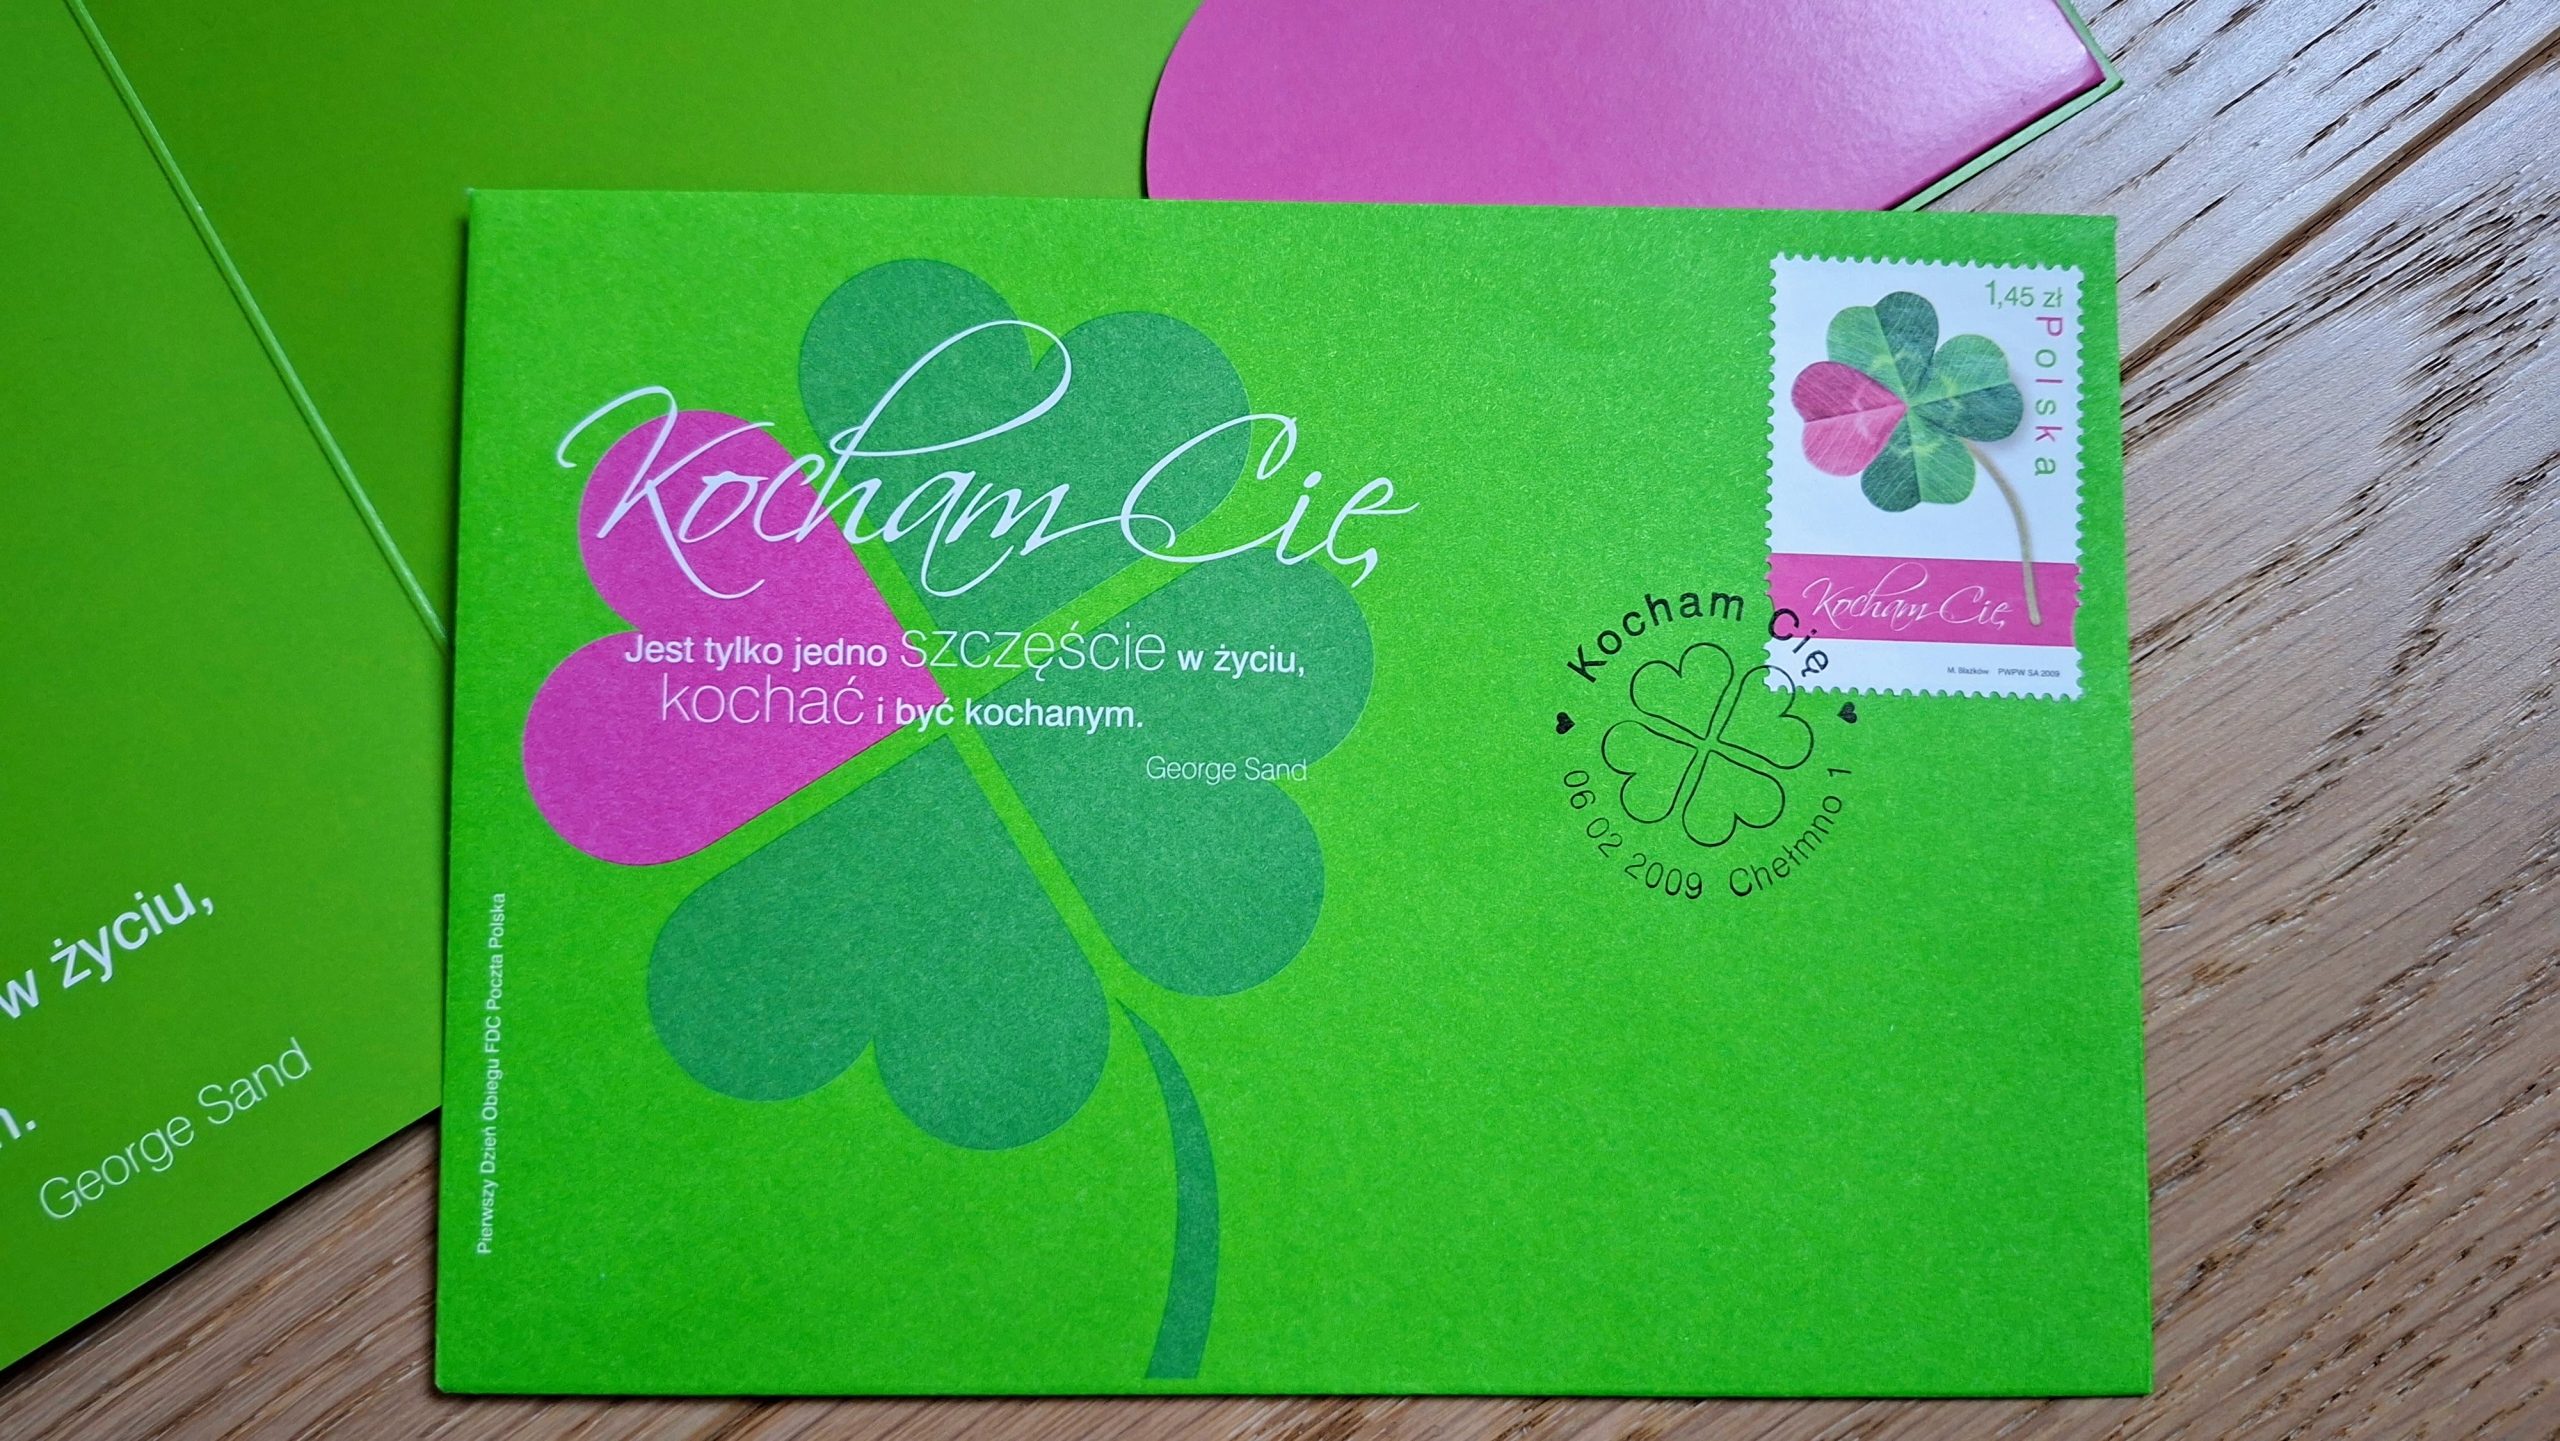 Kocham Cię
Jest tylko jedno szczęście w życiu,
kochać i być kochanym.
George Sand
Pierwszy Dzień Obiegu FDC Poczta Polska
1,45 zł
Polska
Kocham Cię
M. Błażków PWPW SA 2009
Kocham Cię
06 02 2009 Chełmno 1
w życiu,
George Sand